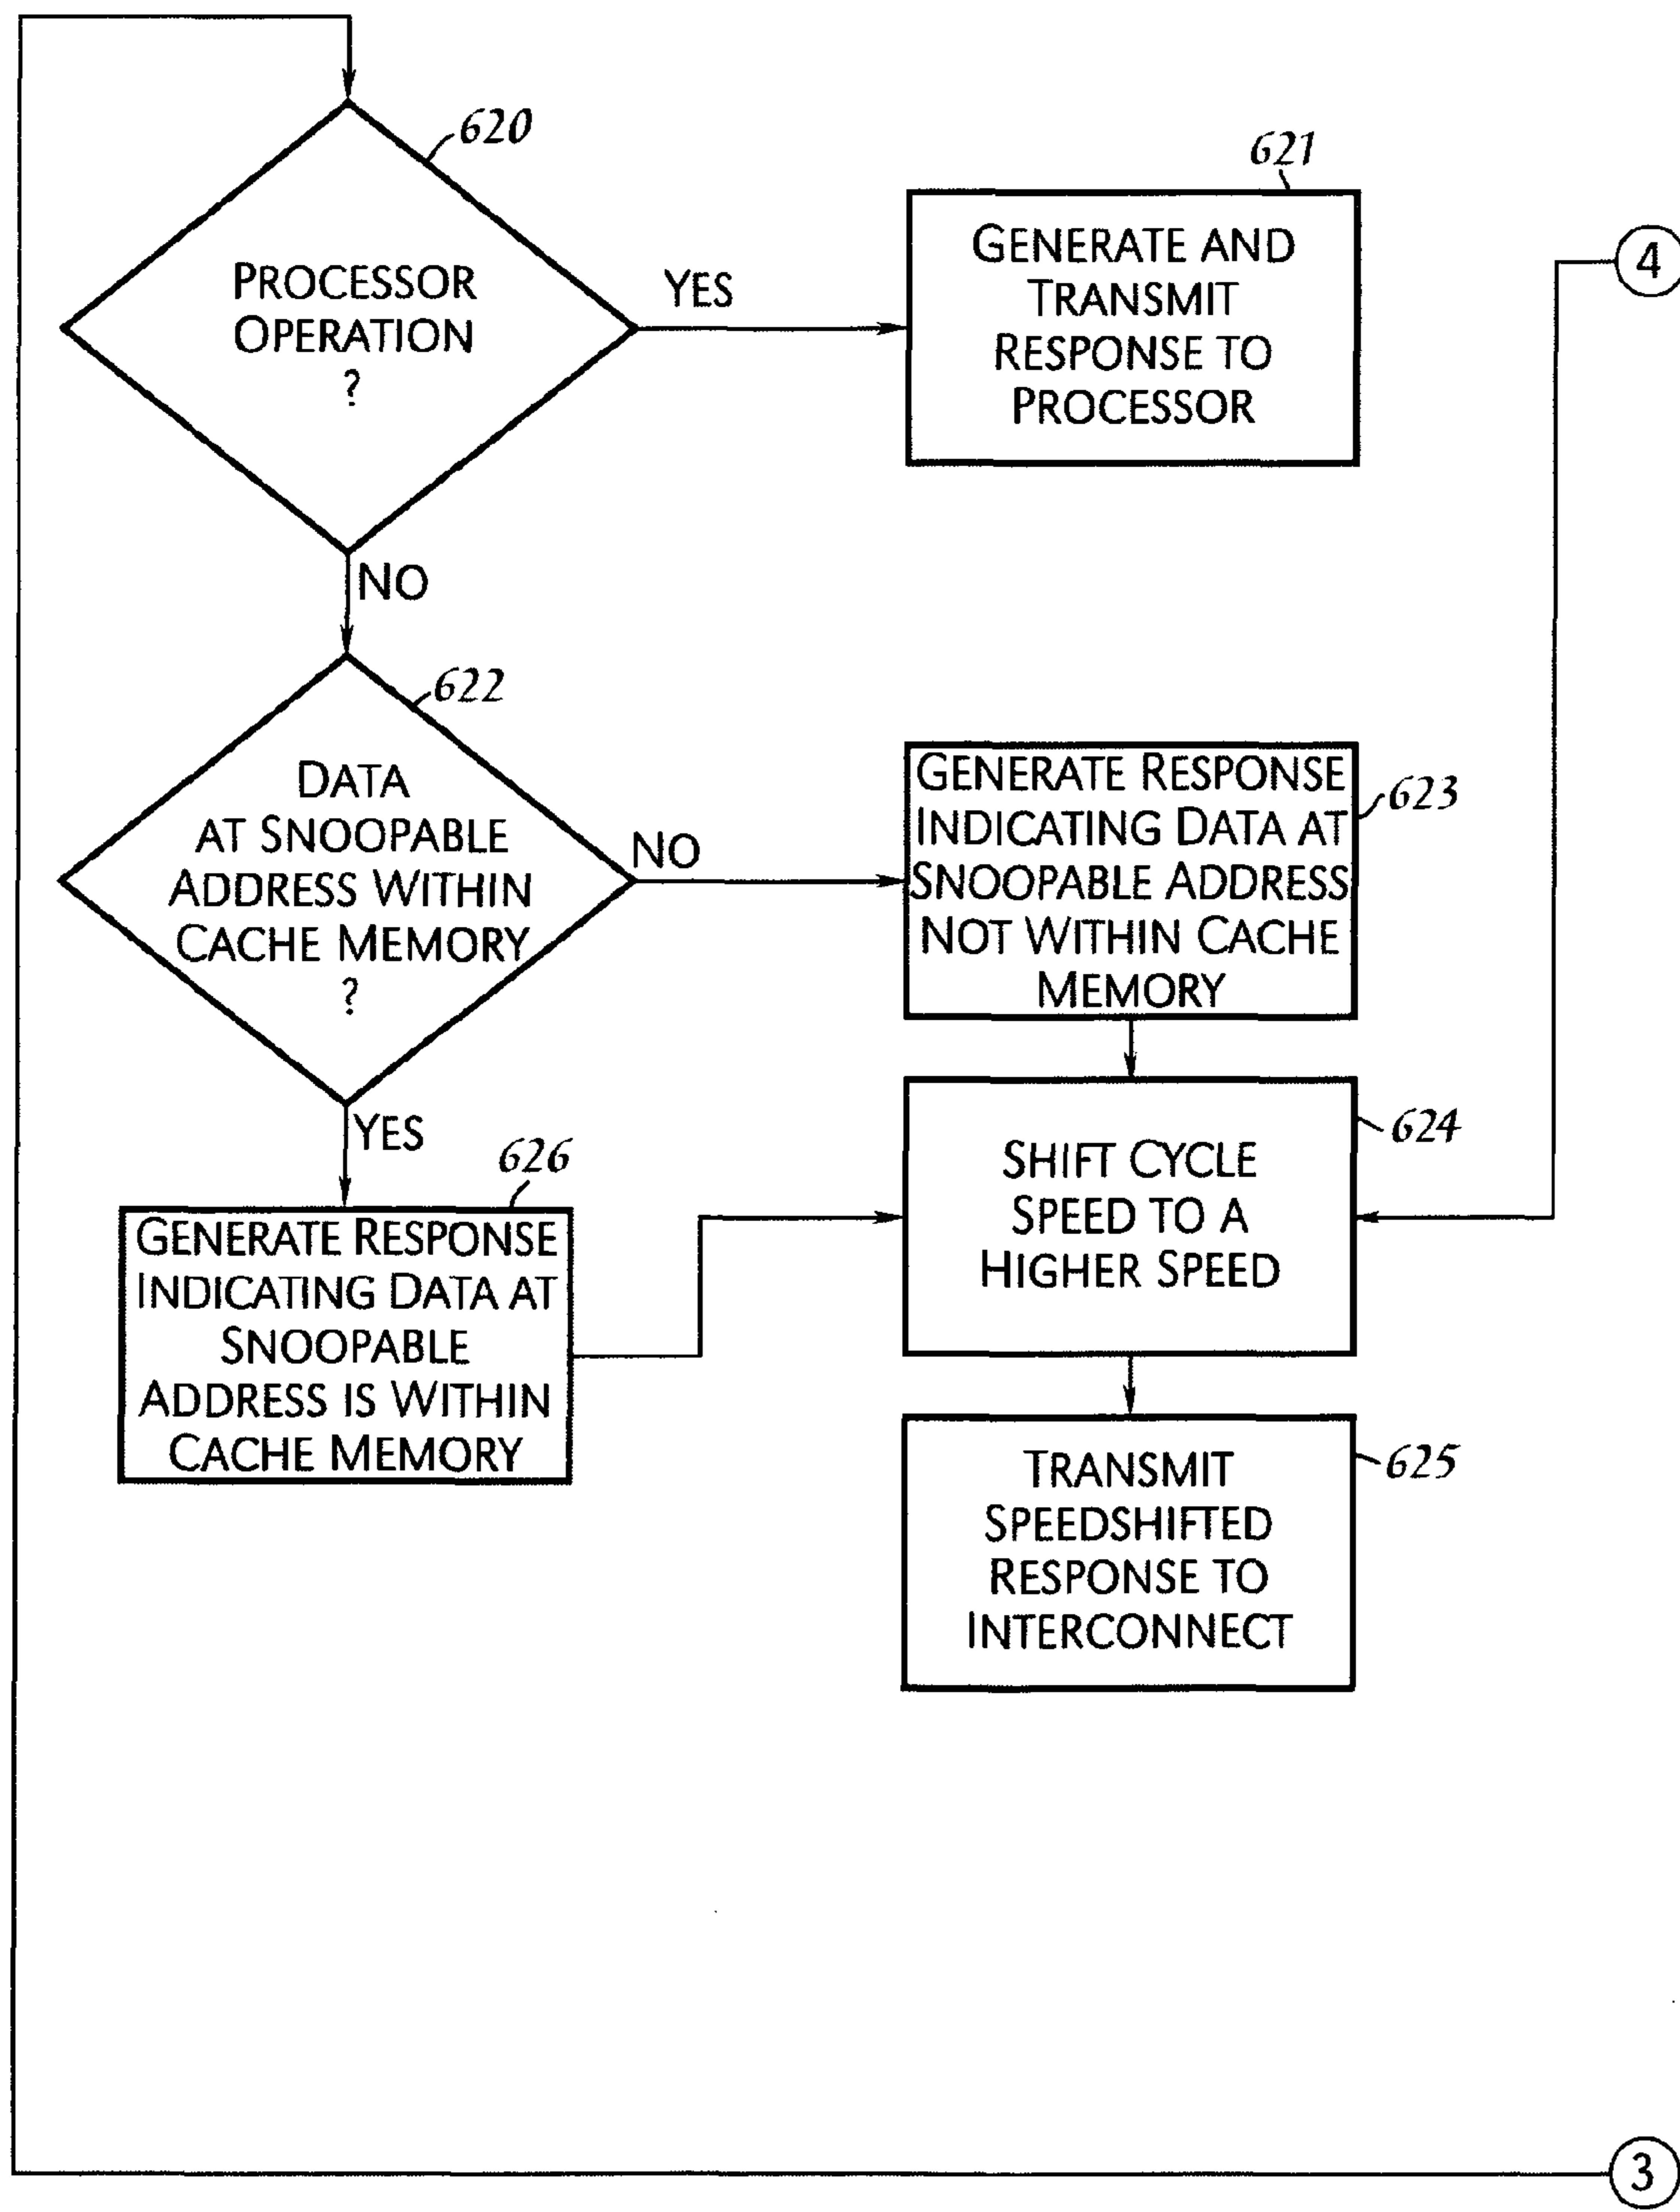 620
PROCESSOR
OPERATION
?
YES
621
GENERATE AND
TRANSMIT
RESPONSE TO
PROCESSOR
4
NO
622
DATA
AT SNOOPABLE
ADDRESS WITHIN
CACHE MEMORY
?
NO
623
GENERATE RESPONSE
INDICATING DATA AT
SNOOPABLE ADDRESS
NOT WITHIN CACHE
MEMORY
YES
626
GENERATE RESPONSE
INDICATING DATA AT
SNOOPABLE
ADDRESS IS WITHIN
CACHE MEMORY
624
SHIFT CYCLE
SPEED TO A
HIGHER SPEED
625
TRANSMIT
SPEEDSHIFTED
RESPONSE TO
INTERCONNECT
3